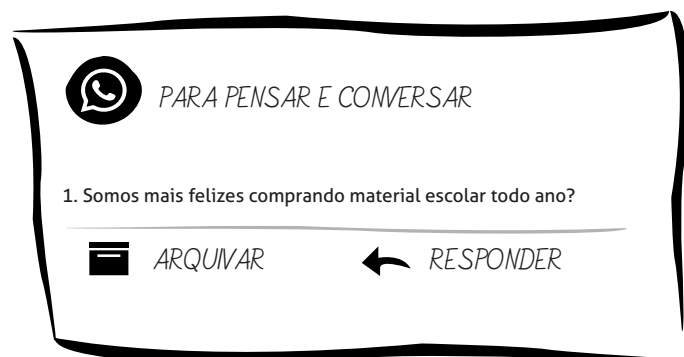 PARA PENSAR E CONVERSAR
1. Somos mais felizes comprando material escolar todo ano?
ARQUIVAR RESPONDER